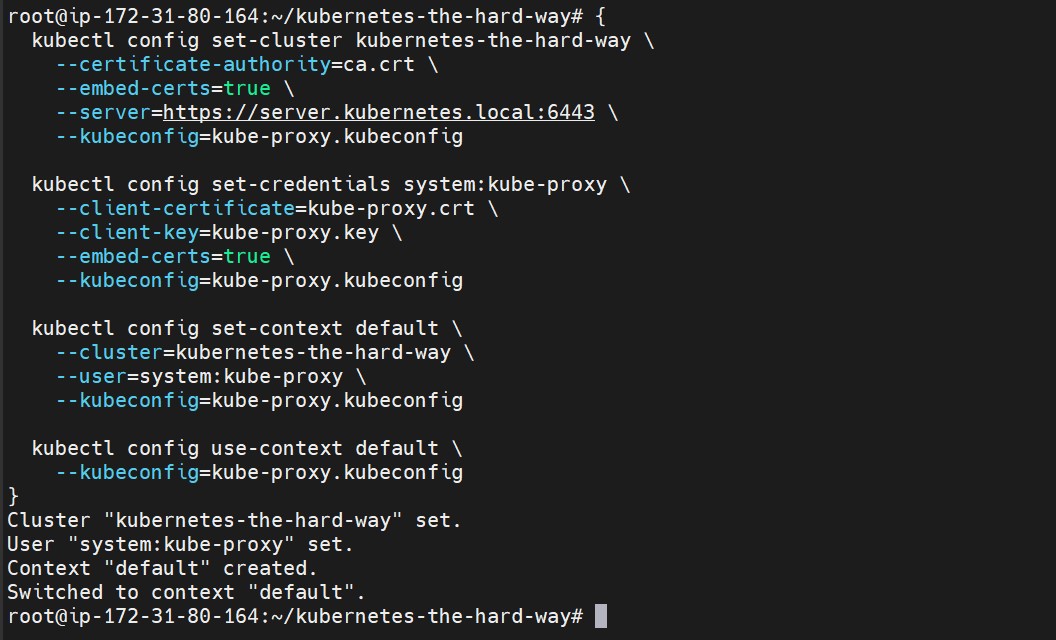 root@ip-172-31-80-164:~/kubernetes-the-hard-way# {
  kubectl config set-cluster kubernetes-the-hard-way \
    --certificate-authority=ca.crt \
    --embed-certs=true \
    --server=https://server.kubernetes.local:6443 \
    --kubeconfig=kube-proxy.kubeconfig

  kubectl config set-credentials system:kube-proxy \
    --client-certificate=kube-proxy.crt \
    --client-key=kube-proxy.key \
    --embed-certs=true \
    --kubeconfig=kube-proxy.kubeconfig

  kubectl config set-context default \
    --cluster=kubernetes-the-hard-way \
    --user=system:kube-proxy \
    --kubeconfig=kube-proxy.kubeconfig

  kubectl config use-context default \
    --kubeconfig=kube-proxy.kubeconfig
}
Cluster "kubernetes-the-hard-way" set.
User "system:kube-proxy" set.
Context "default" created.
Switched to context "default".
root@ip-172-31-80-164:~/kubernetes-the-hard-way#